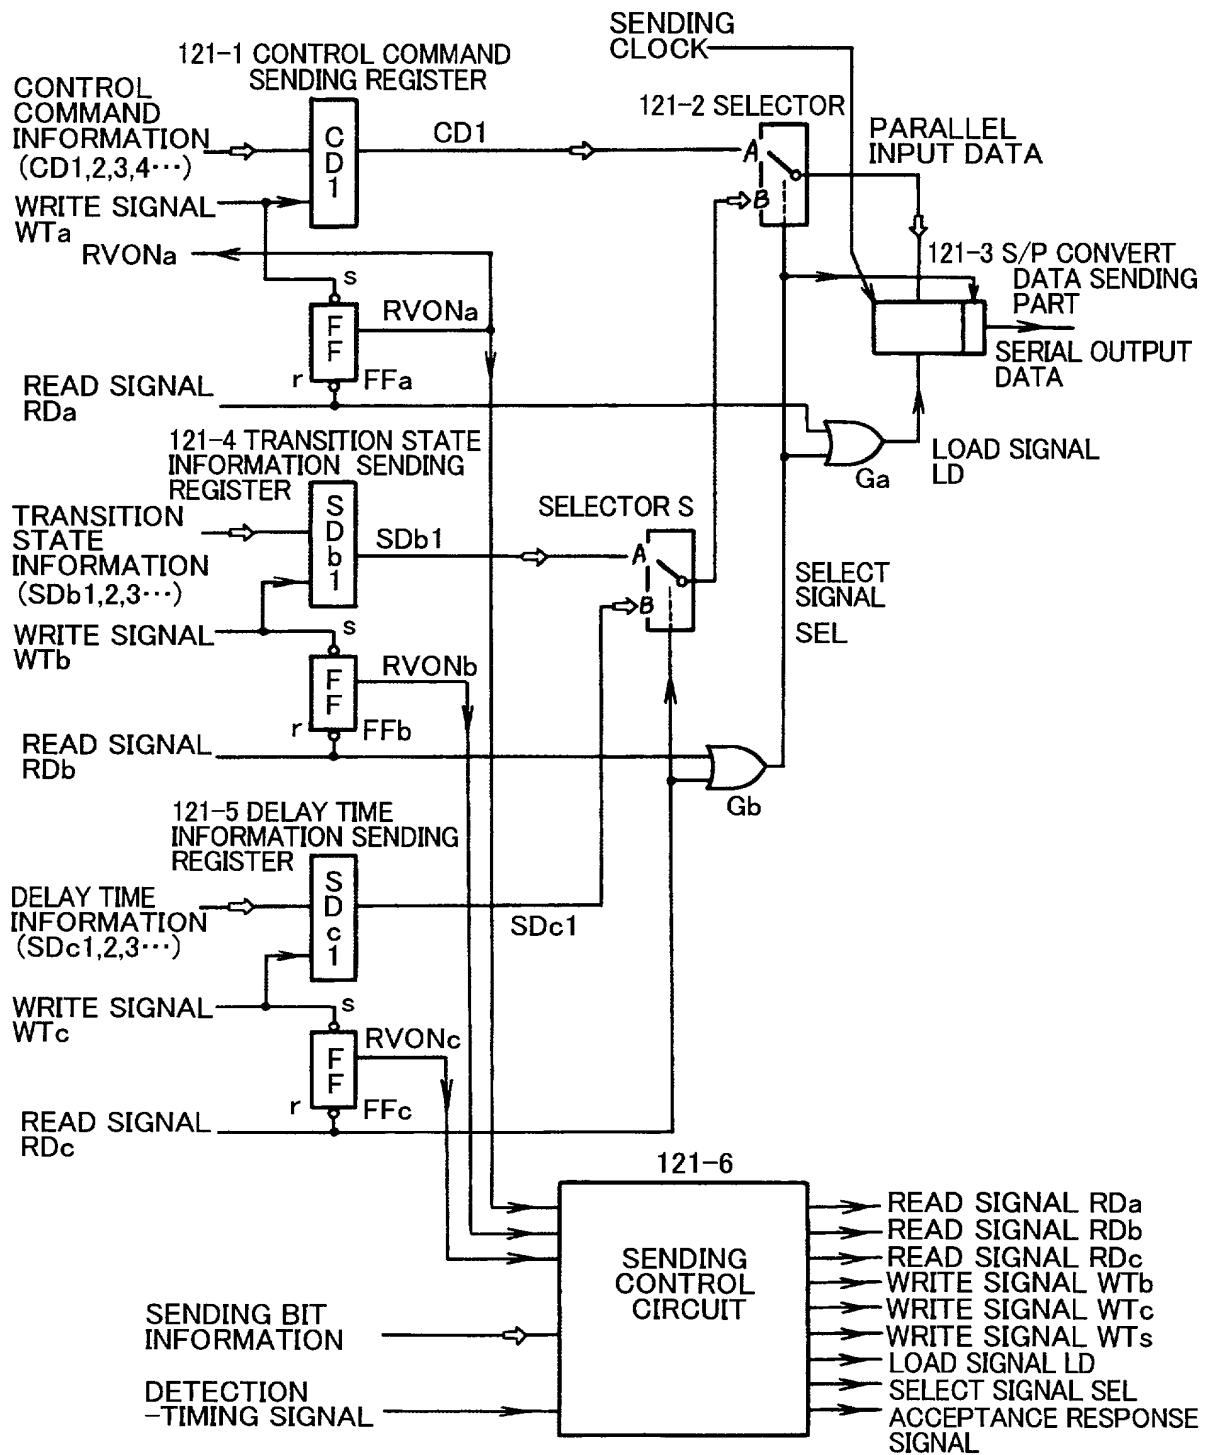 SENDING
CLOCK
121-1 CONTROL COMMAND
SENDING REGISTER
CONTROL
COMMAND
INFORMATION
(CD1,2,3,4···)
CD1
CD1
121-2 SELECTOR
A
B
PARALLEL
INPUT DATA
WRITE SIGNAL
WTa
RVONa
s
FF
RVONa
r
FFa
READ SIGNAL
RDa
121-3 S/P CONVERT
DATA SENDING
PART
SERIAL OUTPUT
DATA
Ga
LOAD SIGNAL
LD
121-4 TRANSITION STATE
INFORMATION SENDING
REGISTER
TRANSITION
STATE
INFORMATION
(SDb1,2,3···)
SDb1
SDb1
SELECTOR S
A
B
SELECT
SIGNAL
SEL
WRITE SIGNAL
WTb
s
FF
RVONb
r
FFb
READ SIGNAL
RDb
Gb
121-5 DELAY TIME
INFORMATION SENDING
REGISTER
DELAY TIME
INFORMATION
(SDc1,2,3···)
SDc1
SDc1
WRITE SIGNAL
WTc
s
FF
RVONc
r
FFc
READ SIGNAL
RDc
121-6
SENDING
CONTROL
CIRCUIT
SENDING BIT
INFORMATION
DETECTION
-TIMING SIGNAL
READ SIGNAL RDa
READ SIGNAL RDb
READ SIGNAL RDc
WRITE SIGNAL WTb
WRITE SIGNAL WTc
WRITE SIGNAL WTs
LOAD SIGNAL LD
SELECT SIGNAL SEL
ACCEPTANCE RESPONSE
SIGNAL